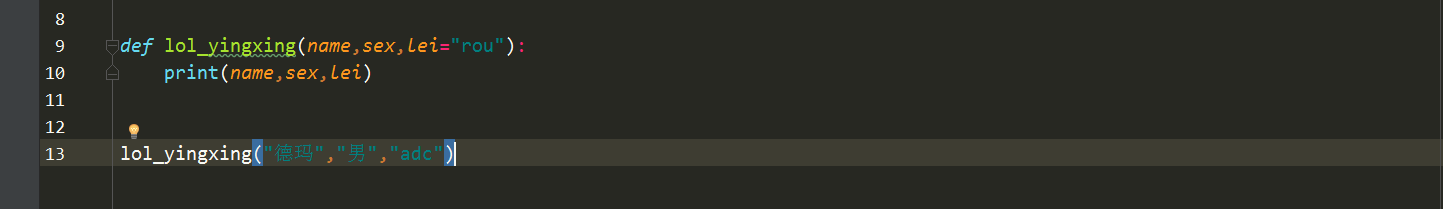 8
9 def lol_yingxing(name,sex,lei="rou"):
10 print(name,sex,lei)
11
12
13 lol_yingxing("德玛","男","adc")